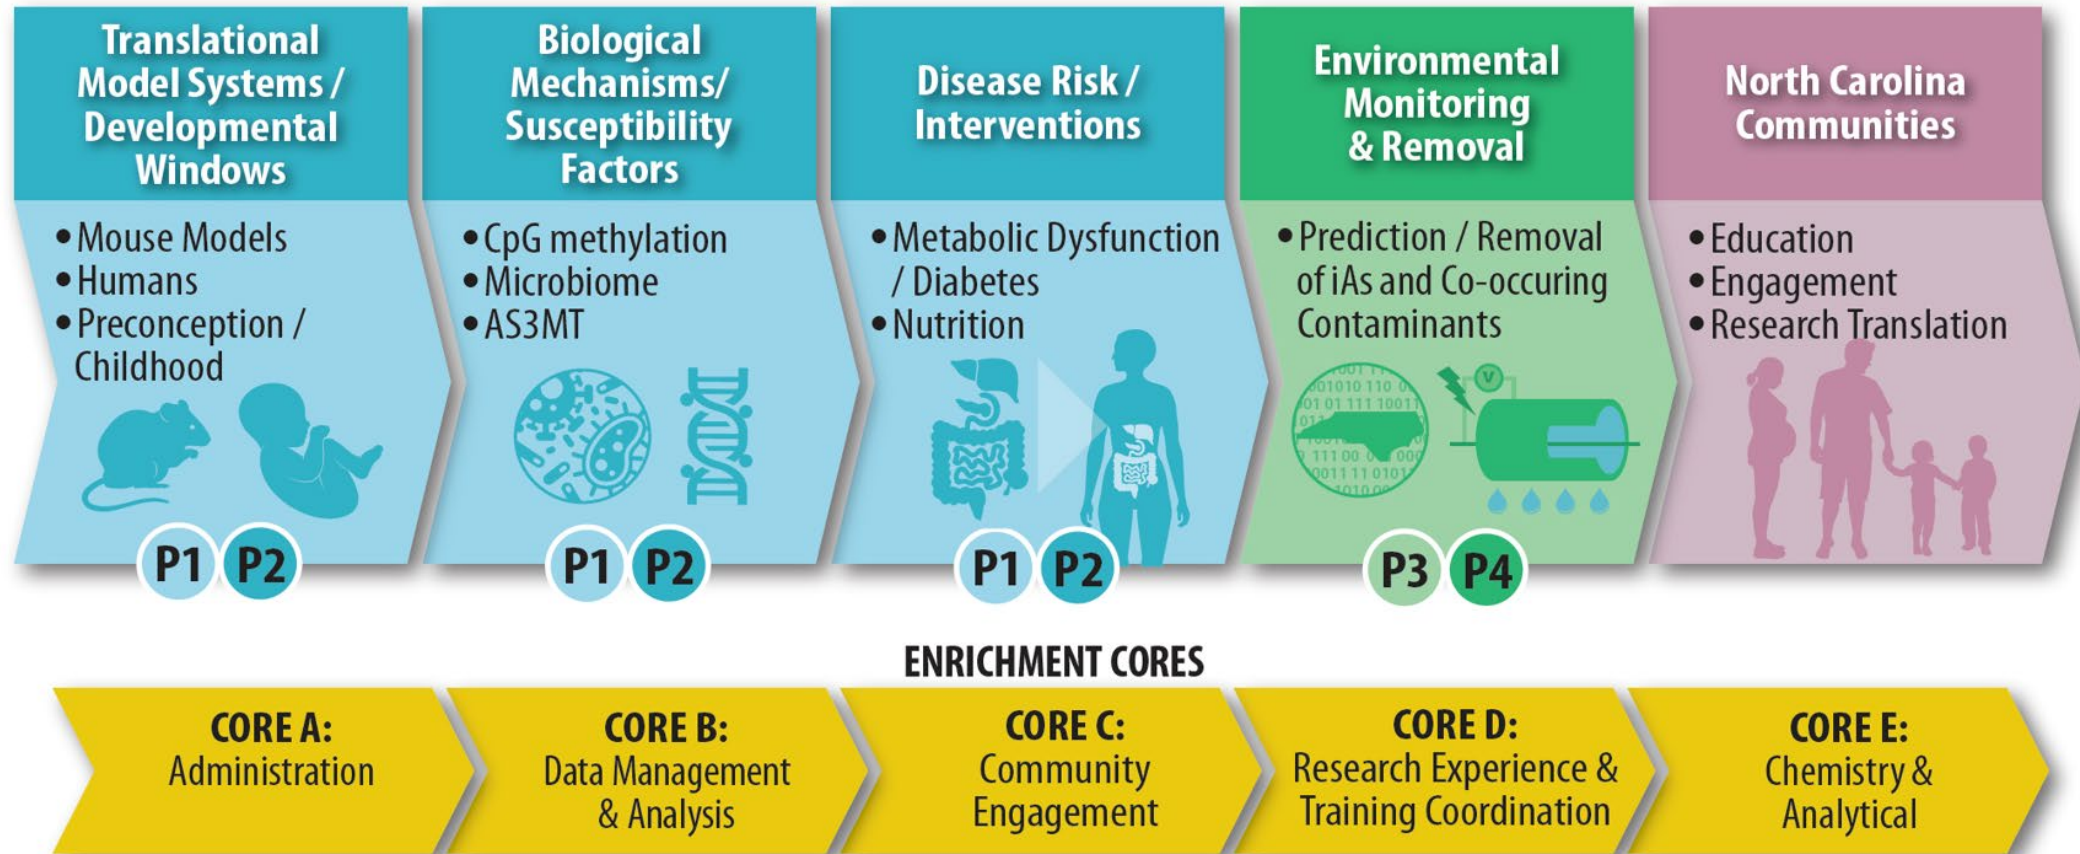 Translational
Model Systems /
Developmental
Windows
• Mouse Models
• Humans
• Preconception /
Childhood
P1 P2
Biological
Mechanisms/
Susceptibility
Factors
• CpG methylation
• Microbiome
• AS3MT
P1 P2
Disease Risk /
Interventions
• Metabolic Dysfunction
/ Diabetes
• Nutrition
P1 P2
Environmental
Monitoring
& Removal
• Prediction / Removal
of iAs and Co-occuring
Contaminants
V
P3 P4
North Carolina
Communities
• Education
• Engagement
• Research Translation
ENRICHMENT CORES
CORE A:
Administration
CORE B:
Data Management
& Analysis
CORE C:
Community
Engagement
CORE D:
Research Experience &
Training Coordination
CORE E:
Chemistry &
Analytical